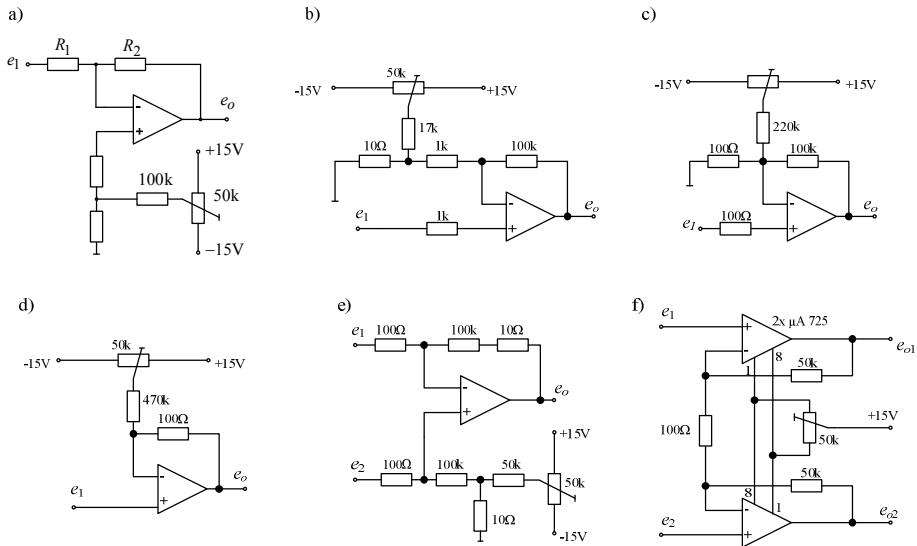 a)
e1
R1
R2
eo
+15V
100k
50k
−15V
b)
50k
-15V
+15V
17k
10Ω
1k
100k
e1
1k
eo
c)
-15V
+15V
220k
100Ω
100k
e1
100Ω
eo
d)
50k
-15V
+15V
470k
100Ω
e1
eo
e)
e1
100Ω
100k
10Ω
eo
+15V
e2
100Ω
100k
50k
50k
10Ω
-15V
f)
e1
2x µA 725
eo1
1
8
50k
+15V
100Ω
50k
50k
8
1
e2
eo2